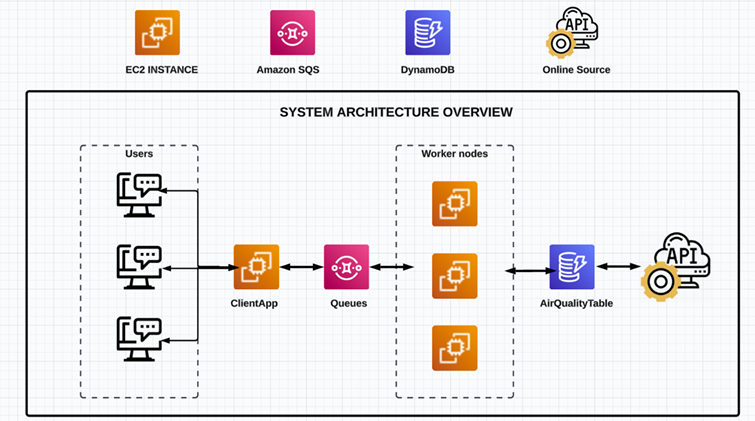 EC2 INSTANCE
Amazon SQS
DynamoDB
API
Online Source
SYSTEM ARCHITECTURE OVERVIEW
Users
Worker nodes
ClientApp
Queues
AirQualityTable
API